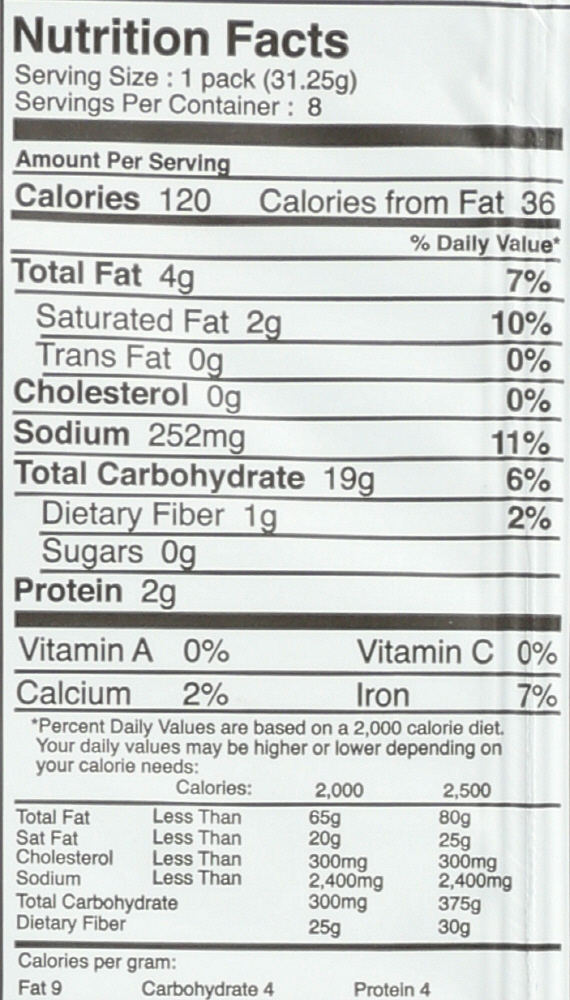 Nutrition Facts
Serving Size : 1 pack (31.25g)
Servings Per Container : 8
Amount Per Serving
Calories 120 Calories from Fat 36
% Daily Value*
Total Fat 4g 7%
Saturated Fat 2g 10%
Trans Fat 0g 0%
Cholesterol 0g 0%
Sodium 252mg 11%
Total Carbohydrate 19g 6%
Dietary Fiber 1g 2%
Sugars 0g
Protein 2g
Vitamin A 0% Vitamin C 0%
Calcium 2% Iron 7%
*Percent Daily Values are based on a 2,000 calorie diet.
Your daily values may be higher or lower depending on
your calorie needs:
Calories: 2,000 2,500
Total Fat Less Than 65g 80g
Sat Fat Less Than 20g 25g
Cholesterol Less Than 300mg 300mg
Sodium Less Than 2,400mg 2,400mg
Total Carbohydrate 300mg 375g
Dietary Fiber 25g 30g
Calories per gram:
Fat 9 Carbohydrate 4 Protein 4